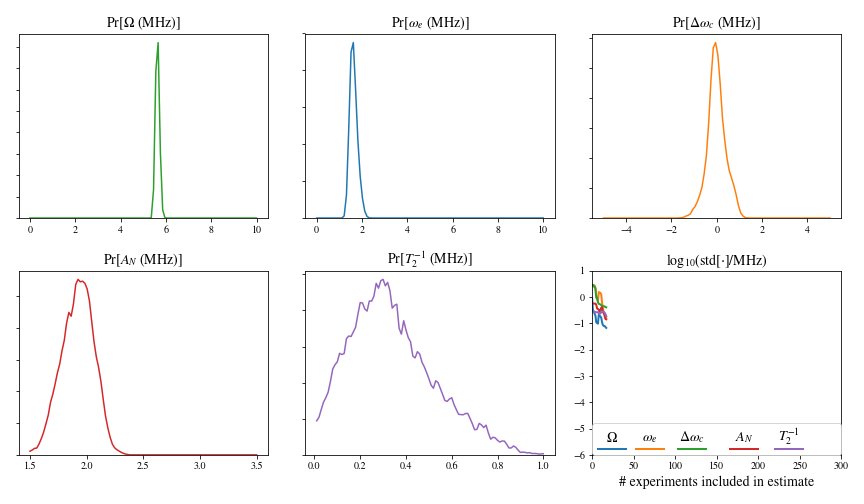 Pr[Ω (MHz)] Pr[ωₑ (MHz)] Pr[Δω_c (MHz)]
0 2 4 6 8 10 0 2 4 6 8 10 −4 −2 0 2 4
Pr[A_N (MHz)] Pr[T₂⁻¹ (MHz)] log₁₀(std[·]/MHz)
1
0
−1
−2
−3
−4
−5
−6
Ω ωₑ Δω_c A_N T₂⁻¹
1.5 2.0 2.5 3.0 3.5 0.0 0.2 0.4 0.6 0.8 1.0 0 50 100 150 200 250 300
# experiments included in estimate